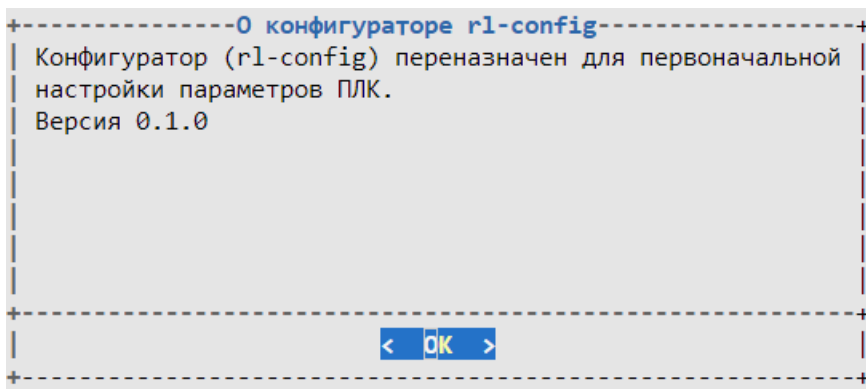 О конфигураторе rl-config
Конфигуратор (rl-config) переназначен для первоначальной
настройки параметров ПЛК.
Версия 0.1.0
< OK >